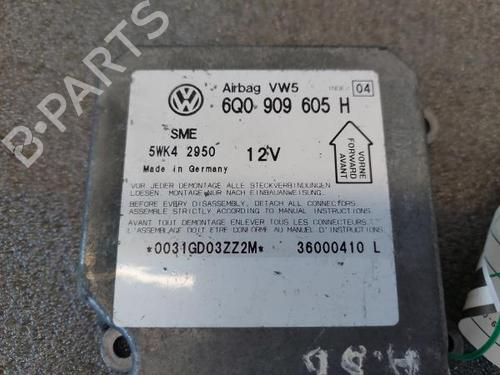 Airbag VW5 INDEX 04
6Q0 909 605 H
SME
5WK4 2950 12V
Made in Germany
VORNE
FORWARD
AVANT
VOR JEDER DEMONTAGE ALLE STECKVERBINDUNGEN
LOESEN. MONTAGE NUR NACH EINBAUANWEISUNG.
BEFORE EVERY DISASSEMBLY, DETACH ALL CONNECTORS
ASSEMBLE STRICTLY ACCORDING TO MANUAL INSTRUCTIONS
AVANT TOUT DEMONTAGE ENLEVER TOUS LES CONNECTEURS
L'ASSEMBLAGE DOIT ETRE CONFORME AU MANUEL D'INSTRUCTIONS
*0031GD03ZZ2M* 36000410 L